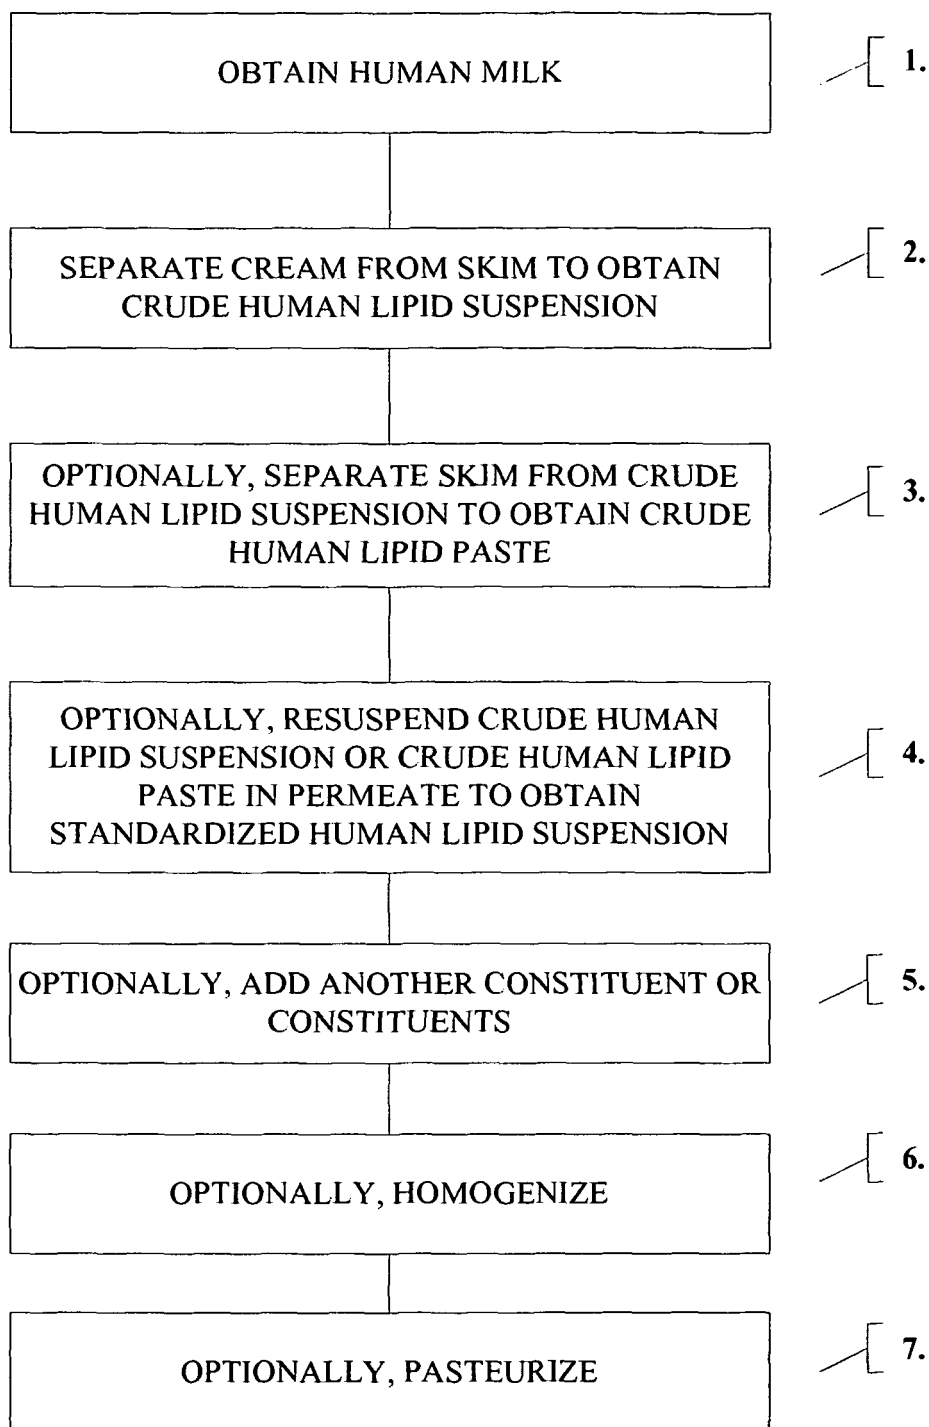 OBTAIN HUMAN MILK
1.
SEPARATE CREAM FROM SKIM TO OBTAIN
CRUDE HUMAN LIPID SUSPENSION
2.
OPTIONALLY, SEPARATE SKIM FROM CRUDE
HUMAN LIPID SUSPENSION TO OBTAIN CRUDE
HUMAN LIPID PASTE
3.
OPTIONALLY, RESUSPEND CRUDE HUMAN
LIPID SUSPENSION OR CRUDE HUMAN LIPID
PASTE IN PERMEATE TO OBTAIN
STANDARDIZED HUMAN LIPID SUSPENSION
4.
OPTIONALLY, ADD ANOTHER CONSTITUENT OR
CONSTITUENTS
5.
OPTIONALLY, HOMOGENIZE
6.
OPTIONALLY, PASTEURIZE
7.